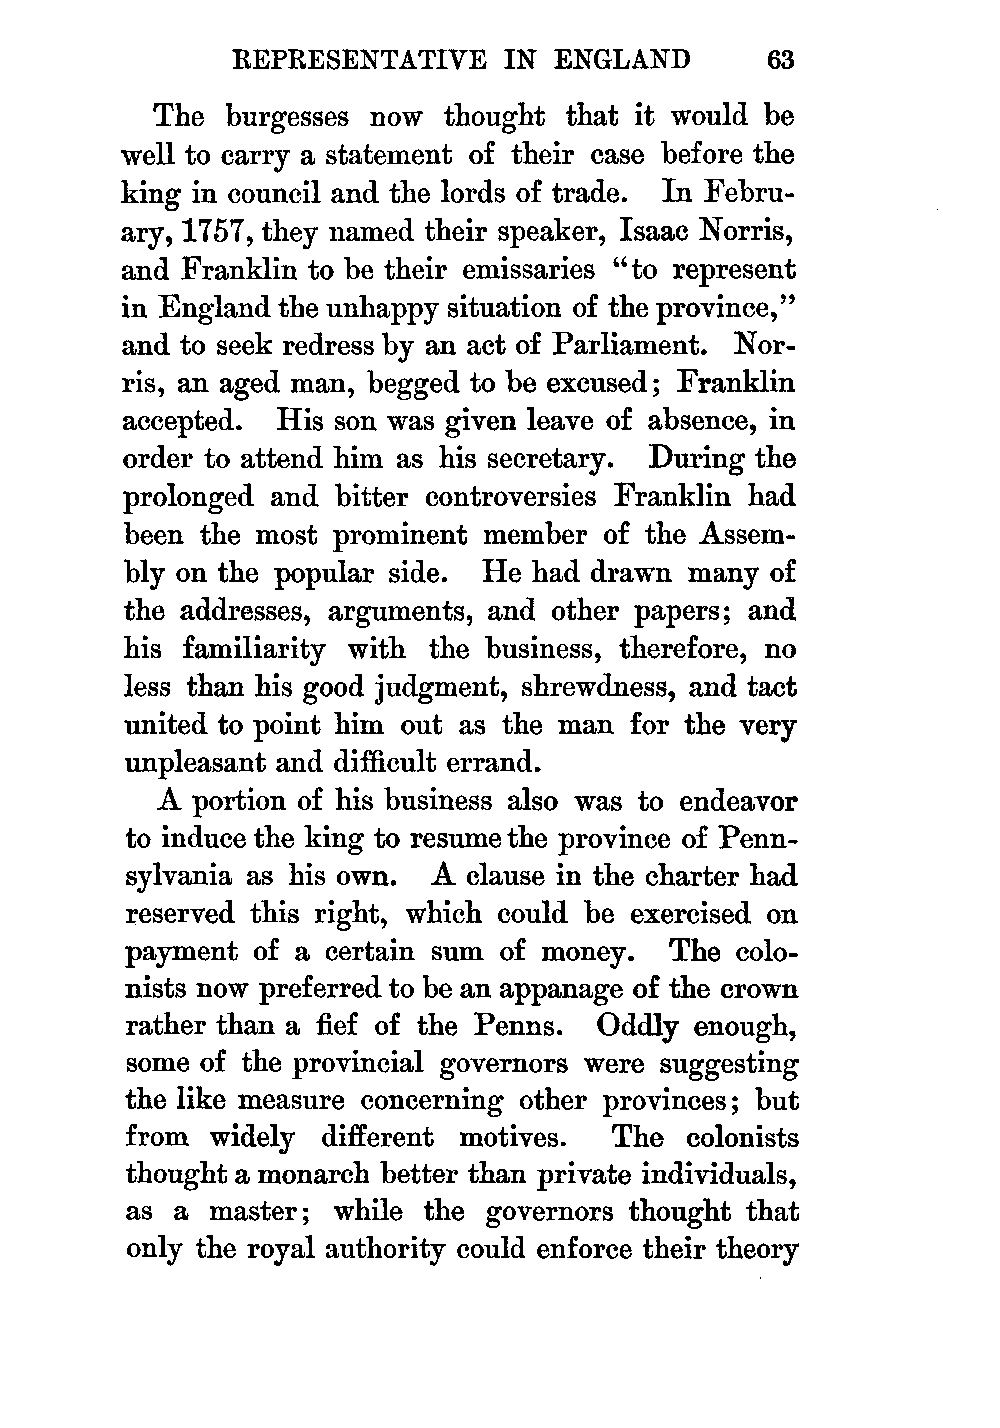 REPRESENTATIVE IN ENGLAND 63
The burgesses now thought that it would be
well to carry a statement of their case before the
king in council and the lords of trade. In Febru-
ary, 1757, they named their speaker, Isaac Norris,
and Franklin to be their emissaries “to represent
in England the unhappy situation of the province,”
and to seek redress by an act of Parliament. Nor-
ris, an aged man, begged to be excused; Franklin
accepted. His son was given leave of absence, in
order to attend him as his secretary. During the
prolonged and bitter controversies Franklin had
been the most prominent member of the Assem-
bly on the popular side. He had drawn many of
the addresses, arguments, and other papers; and
his familiarity with the business, therefore, no
less than his good judgment, shrewdness, and tact
united to point him out as the man for the very
unpleasant and difficult errand.
A portion of his business also was to endeavor
to induce the king to resume the province of Penn-
sylvania as his own. A clause in the charter had
reserved this right, which could be exercised on
payment of a certain sum of money. The colo-
nists now preferred to be an appanage of the crown
rather than a fief of the Penns. Oddly enough,
some of the provincial governors were suggesting
the like measure concerning other provinces; but
from widely different motives. The colonists
thought a monarch better than private individuals,
as a master; while the governors thought that
only the royal authority could enforce their theory